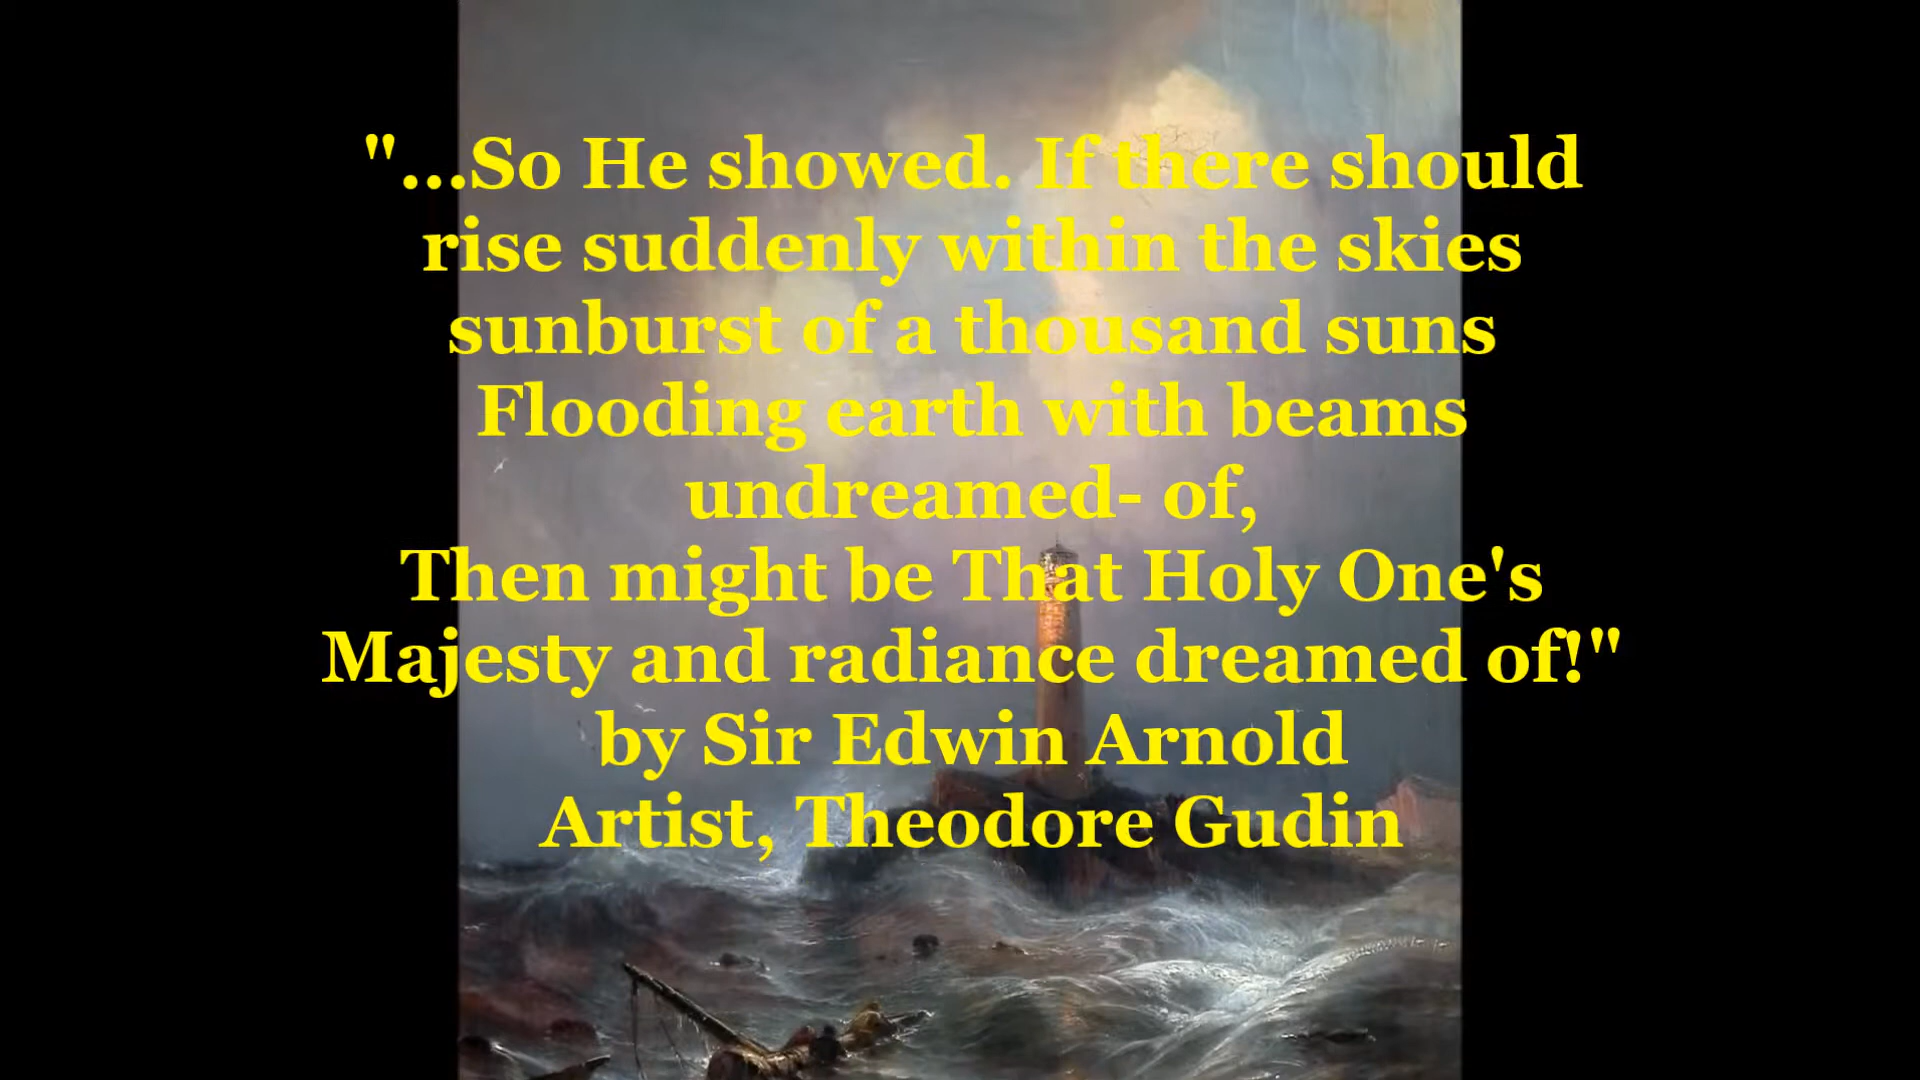 "...So He showed. If there should
rise suddenly within the skies
sunburst of a thousand suns
Flooding earth with beams
undreamed- of,
Then might be That Holy One's
Majesty and radiance dreamed of!"
by Sir Edwin Arnold
Artist, Theodore Gudin